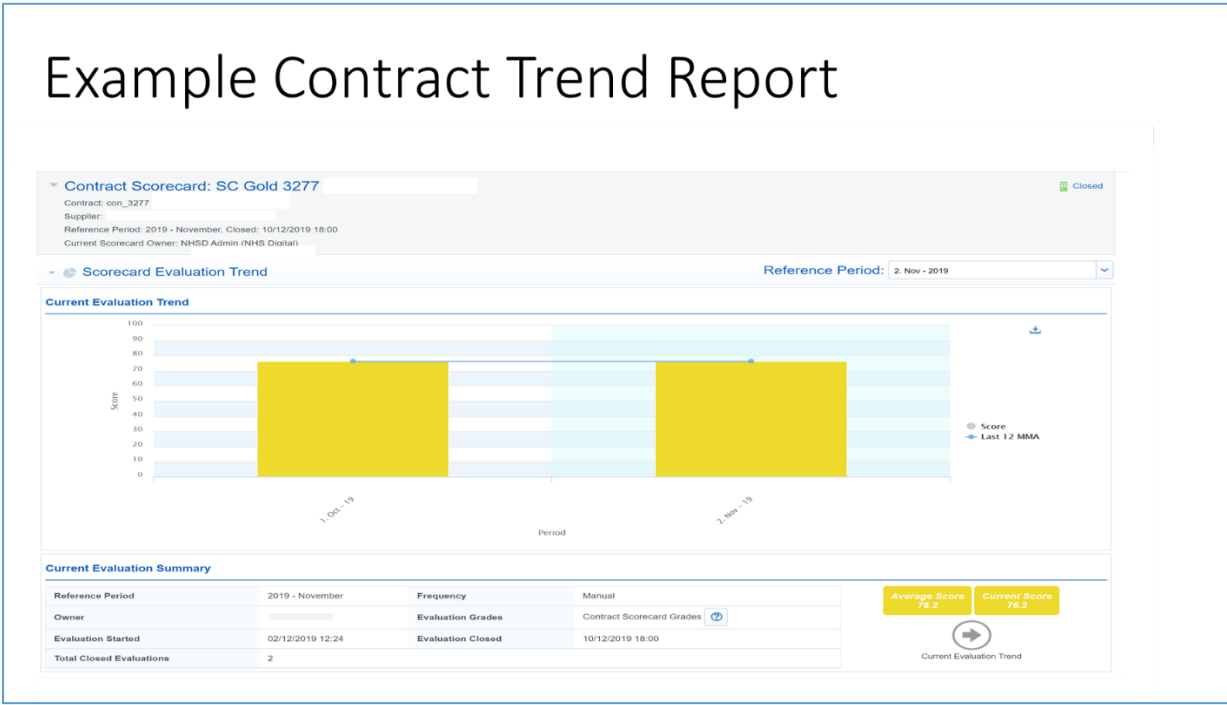 Example Contract Trend Report
Contract Scorecard: SC Gold 3277
Closed
Contract: con_3277
Supplier:
Reference Period: 2019 - November, Closed: 10/12/2019 18:00
Current Scorecard Owner: NHSD Admin (NHS Digital)
Scorecard Evaluation Trend
Reference Period: 2. Nov - 2019
Current Evaluation Trend
100
90
80
70
60
50
40
30
20
10
0
Score
1. Oct - 19
2. Nov - 19
Period
Score
Last 12 MMA
Current Evaluation Summary
Reference Period 2019 - November Frequency Manual
Owner Evaluation Grades Contract Scorecard Grades ?
Evaluation Started 02/12/2019 12:24 Evaluation Closed 10/12/2019 18:00
Total Closed Evaluations 2
Average Score
76.2
Current Score
76.2
Current Evaluation Trend